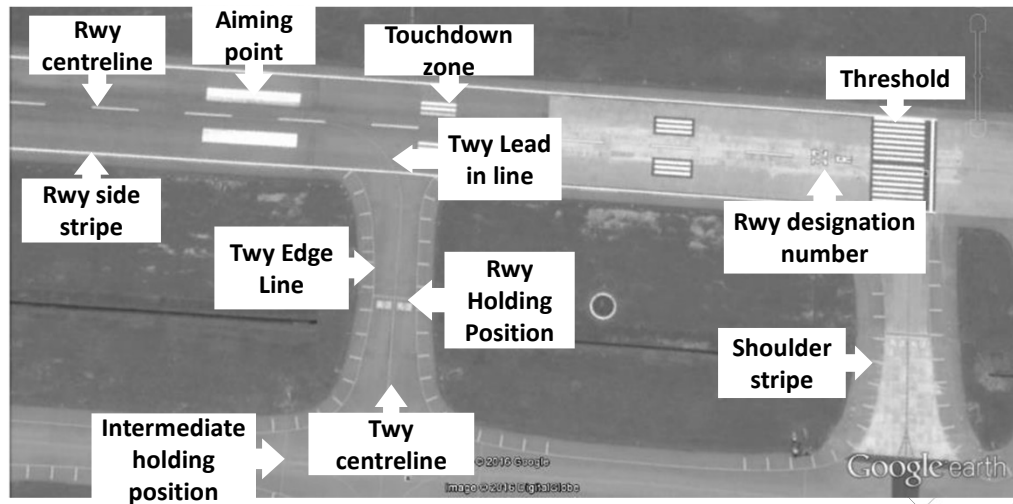 Rwy
centreline
Aiming
point
Touchdown
zone
Threshold
Twy Lead
in line
Rwy side
stripe
Rwy designation
number
Twy Edge
Line
Rwy
Holding
Position
Shoulder
stripe
Intermediate
holding
position
Twy
centreline
© 2016 Google
Image © 2016 DigitalGlobe
Google earth